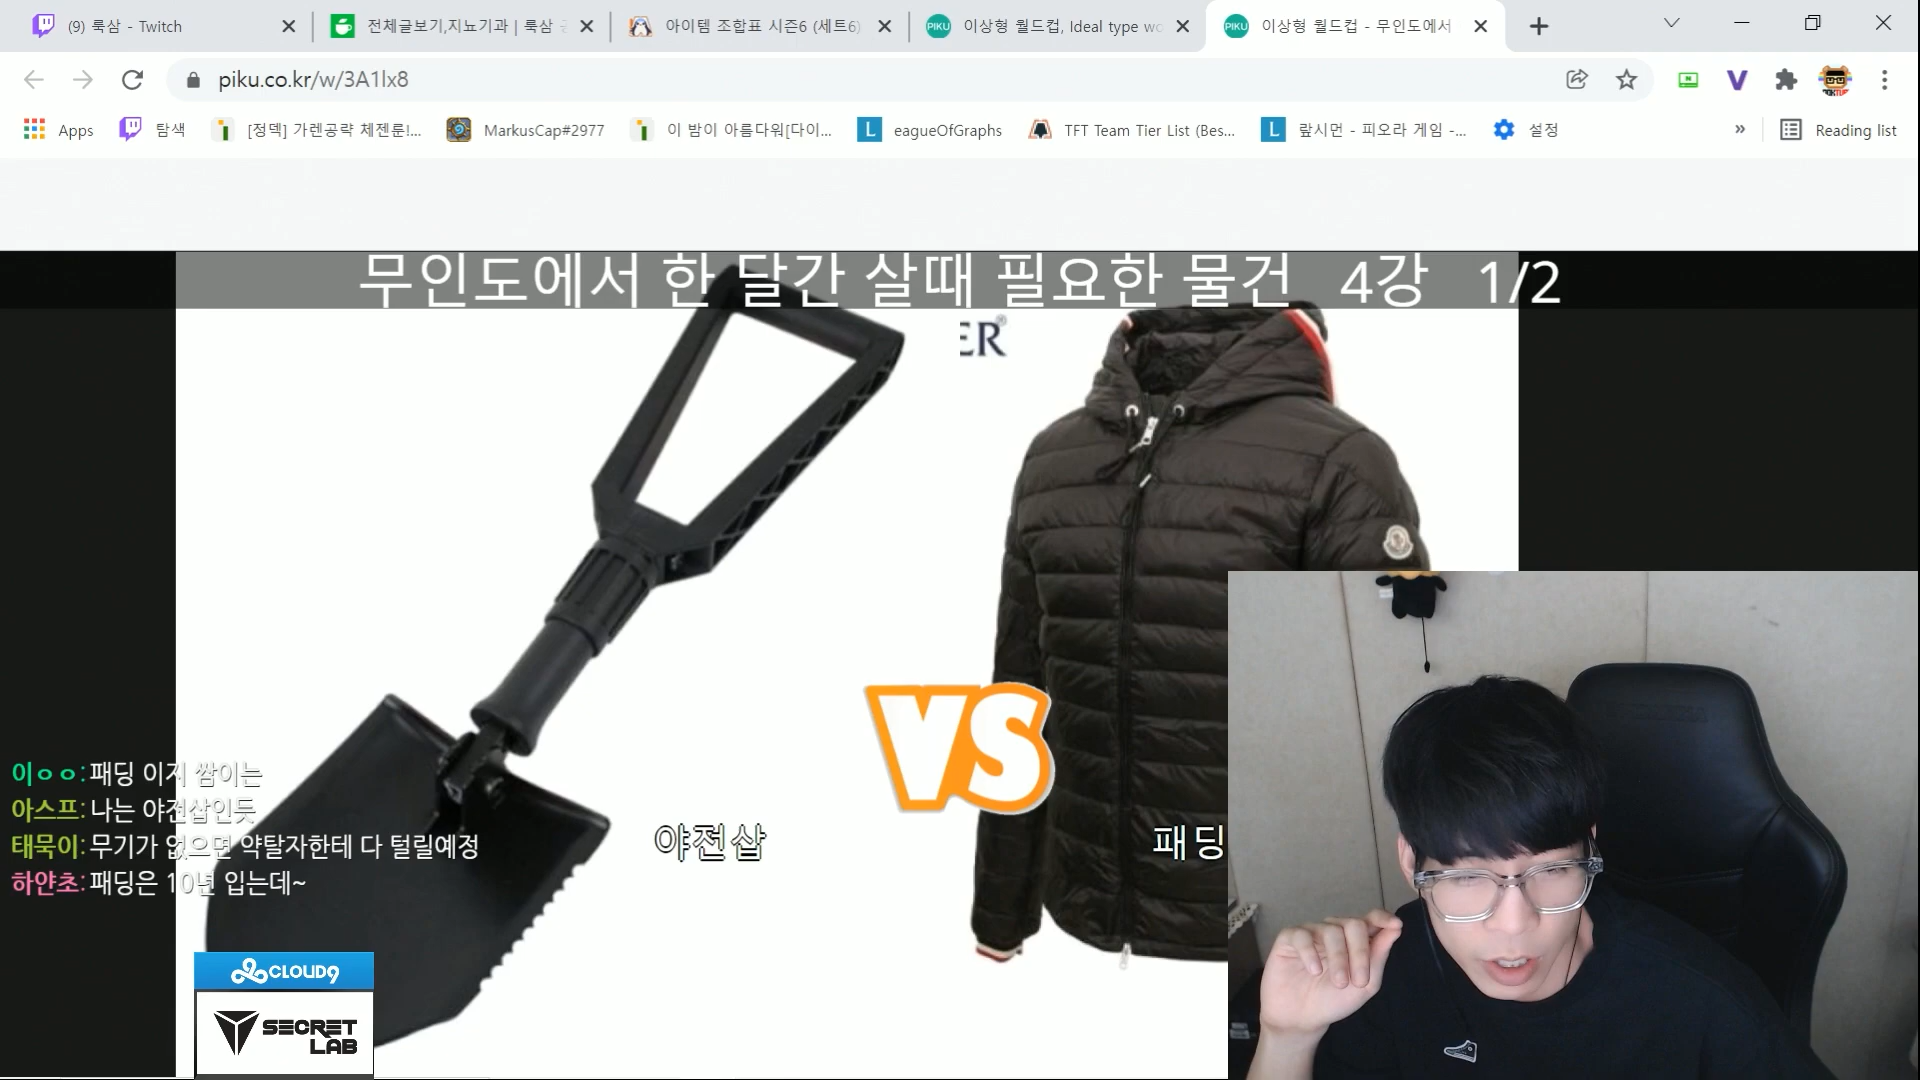 (9) 룩삼 - Twitch
전체글보기,지뇨기과 | 룩삼 공
아이템 조합표 시즌6 (세트6)
PIKU 이상형 월드컵, Ideal type wo
PIKU 이상형 월드컵 - 무인도에서
piku.co.kr/w/3A1lx8
Apps
탐색
[정덱] 가렌공략 체젠룬!...
MarkusCap#2977
이 밤이 아름다워[다이...
L eagueOfGraphs
TFT Team Tier List (Bes...
L 랖시먼 - 피오라 게임 -...
설정
»
Reading list
무인도에서 한 달간 살때 필요한 물건 4강 1/2
ER®
VS
야전삽
패딩
이ㅇㅇ: 패딩 이지 쌈이는
아스프: 나는 야전삽인듯
태묵이: 무기가 없으면 약탈자한테 다 털릴예정
하얀초: 패딩은 10년 입는데~
CLOUD9
SECRET
LAB